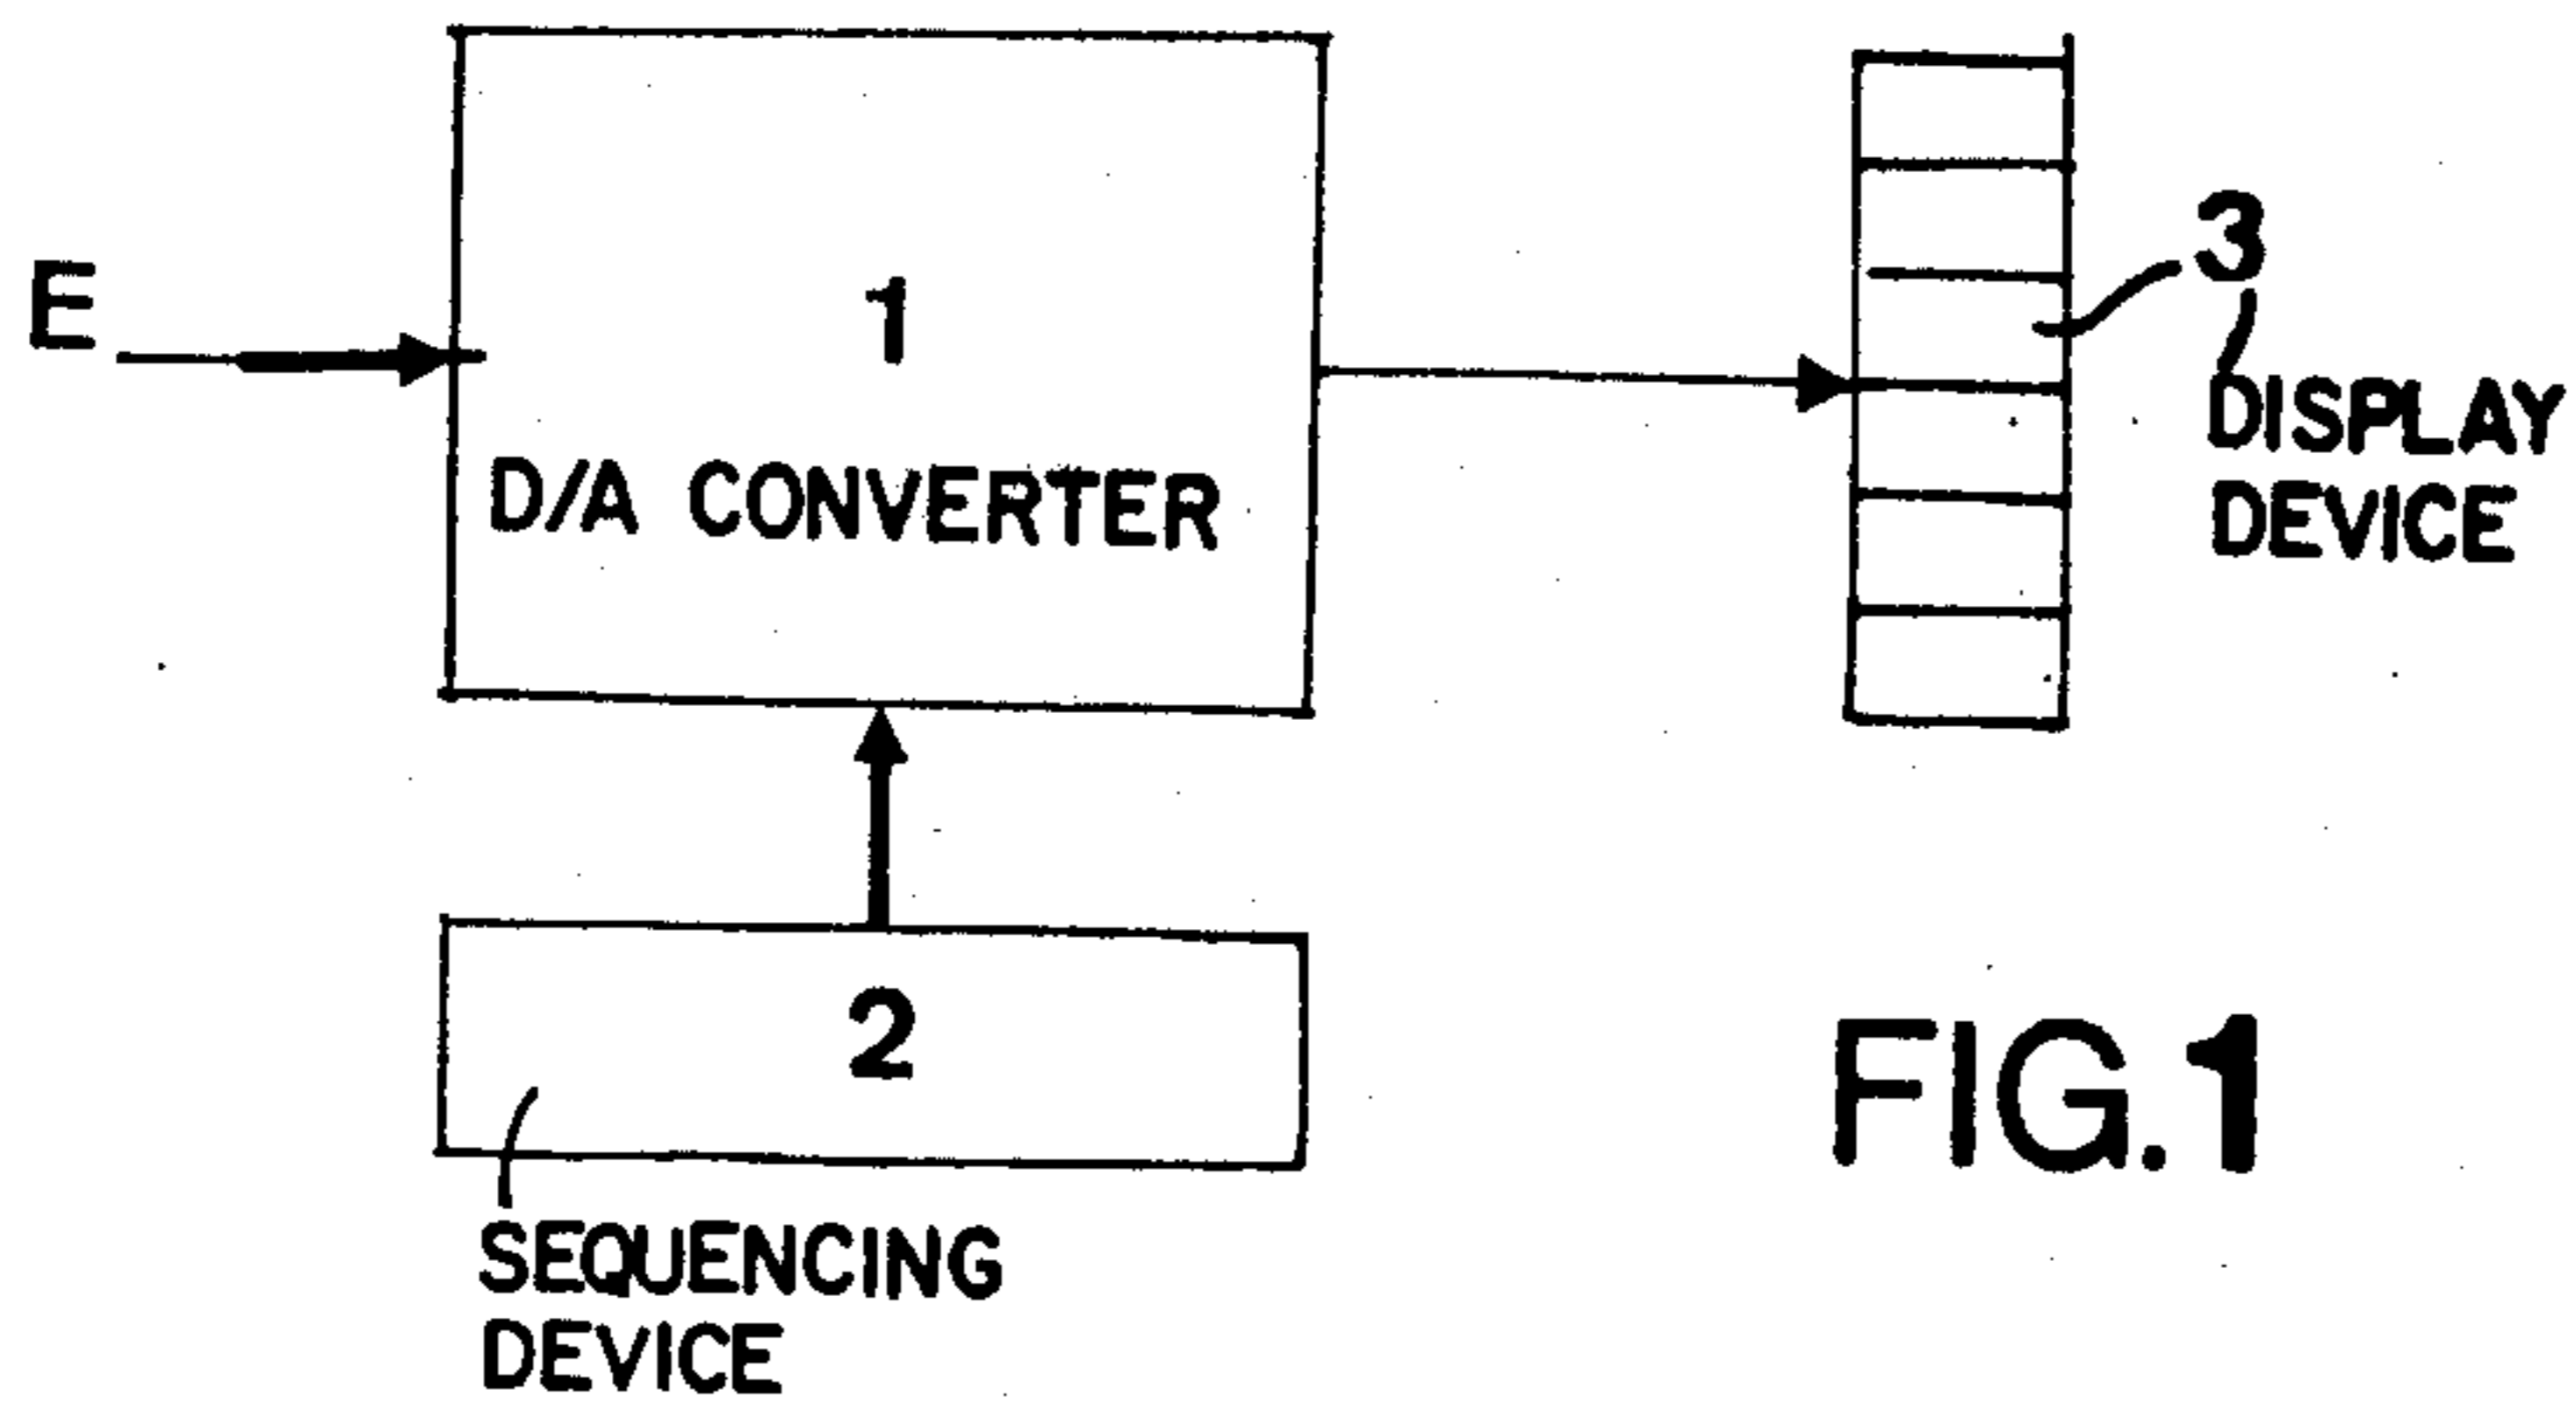 E
1
D/A CONVERTER
3
DISPLAY
DEVICE
2
SEQUENCING
DEVICE
FIG.1